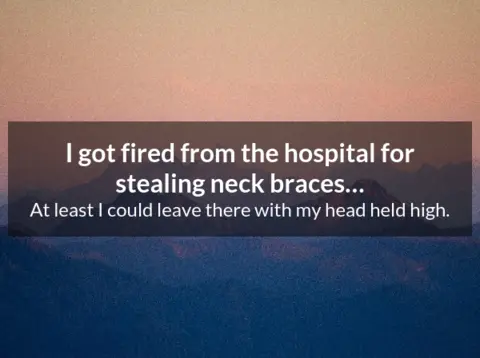 I got fired from the hospital for
stealing neck braces...
At least I could leave there with my head held high.